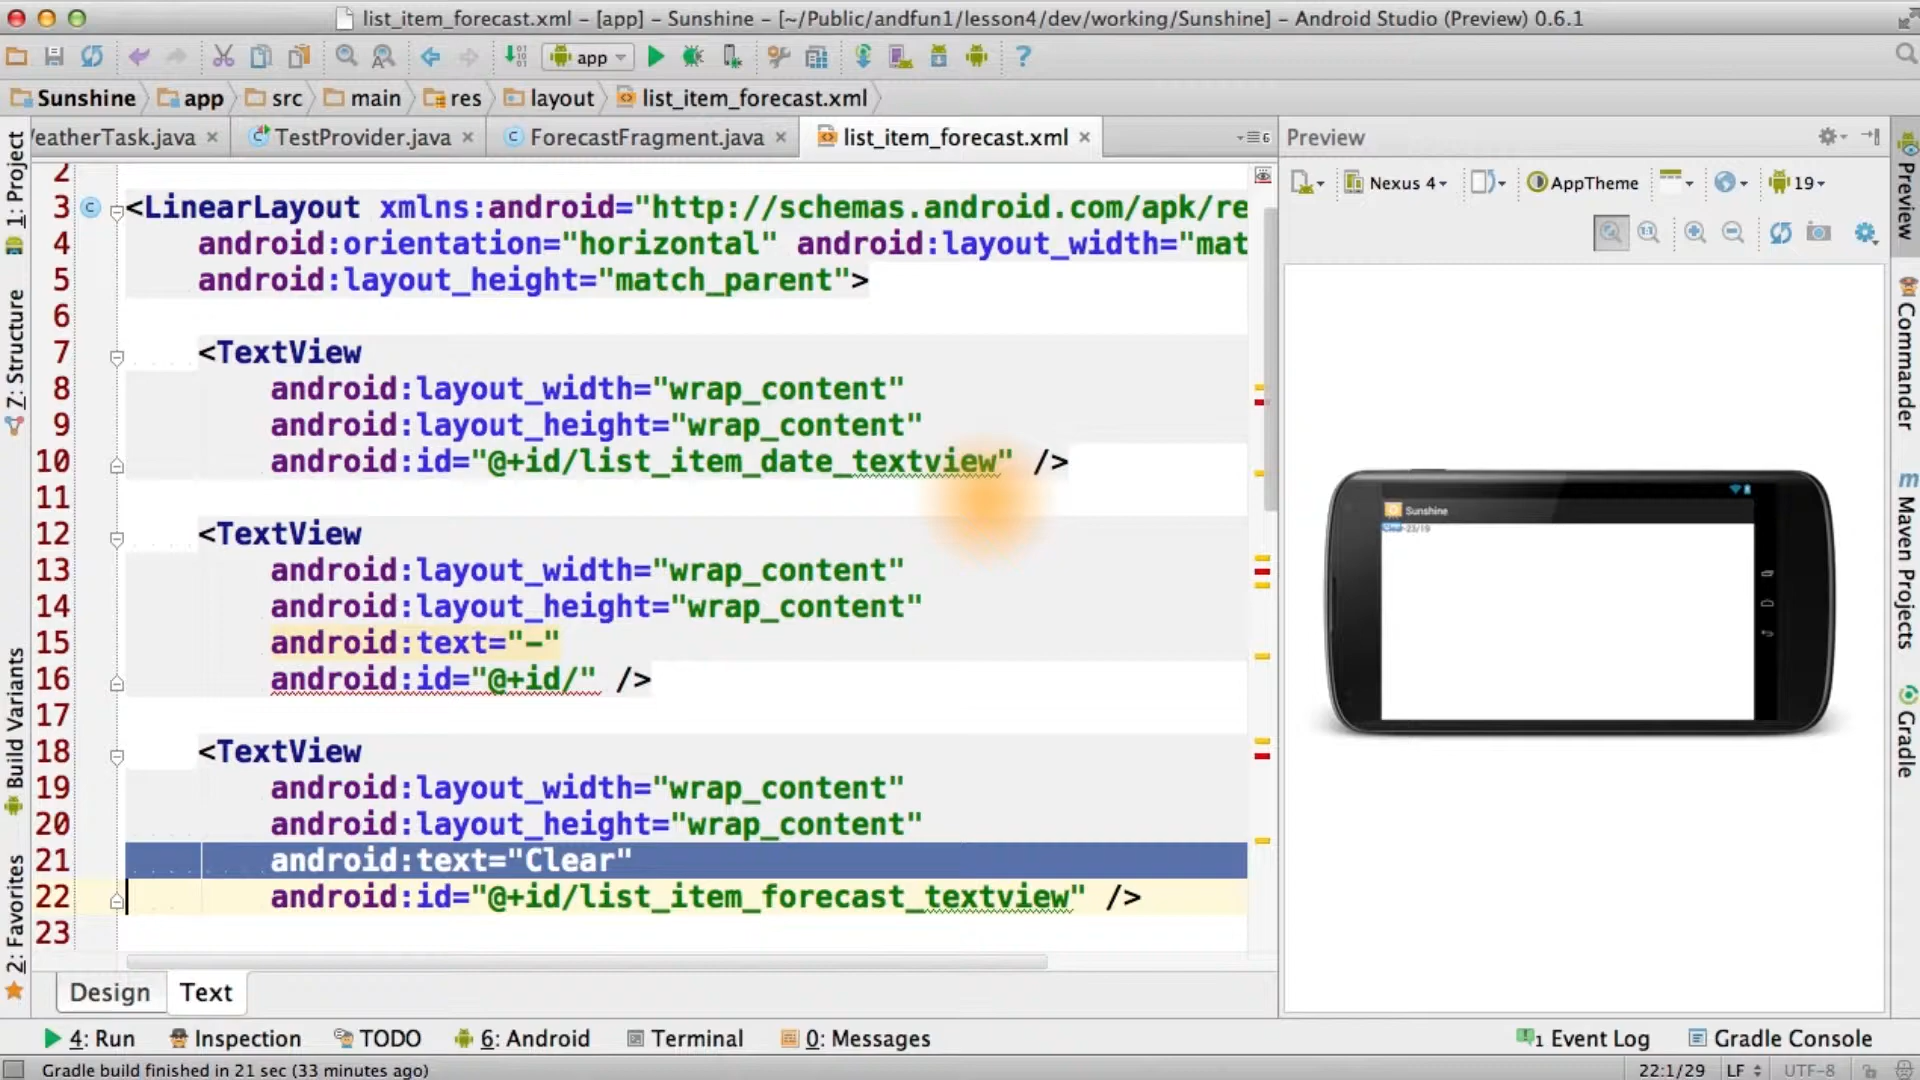 list_item_forecast.xml – [app] – Sunshine – [~/Public/andfun1/lesson4/dev/working/Sunshine] – Android Studio (Preview) 0.6.1
app
Sunshine app src main res layout list_item_forecast.xml
eatherTask.java TestProvider.java ForecastFragment.java list_item_forecast.xml 6
Preview
Nexus 4 AppTheme 19
2
3 <LinearLayout xmlns:android="http://schemas.android.com/apk/re
4 android:orientation="horizontal" android:layout_width="mat
5 android:layout_height="match_parent">
6
7 <TextView
8 android:layout_width="wrap_content"
9 android:layout_height="wrap_content"
10 android:id="@+id/list_item_date_textview" />
11
12 <TextView
13 android:layout_width="wrap_content"
14 android:layout_height="wrap_content"
15 android:text="–"
16 android:id="@+id/" />
17
18 <TextView
19 android:layout_width="wrap_content"
20 android:layout_height="wrap_content"
21 android:text="Clear"
22 android:id="@+id/list_item_forecast_textview" />
23
Design Text
1: Project
7: Structure
Build Variants
2: Favorites
Sunshine
Preview
Commander
Maven Projects
Gradle
4: Run Inspection TODO 6: Android Terminal 0: Messages 1 Event Log Gradle Console
Gradle build finished in 21 sec (33 minutes ago) 22:1/29 LF UTF-8